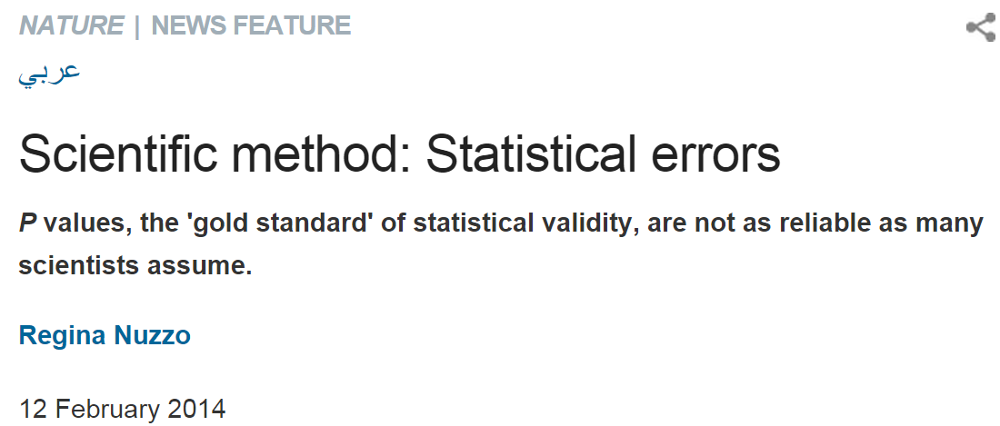 NATURE | NEWS FEATURE
عربي
Scientific method: Statistical errors
P values, the 'gold standard' of statistical validity, are not as reliable as many
scientists assume.
Regina Nuzzo
12 February 2014